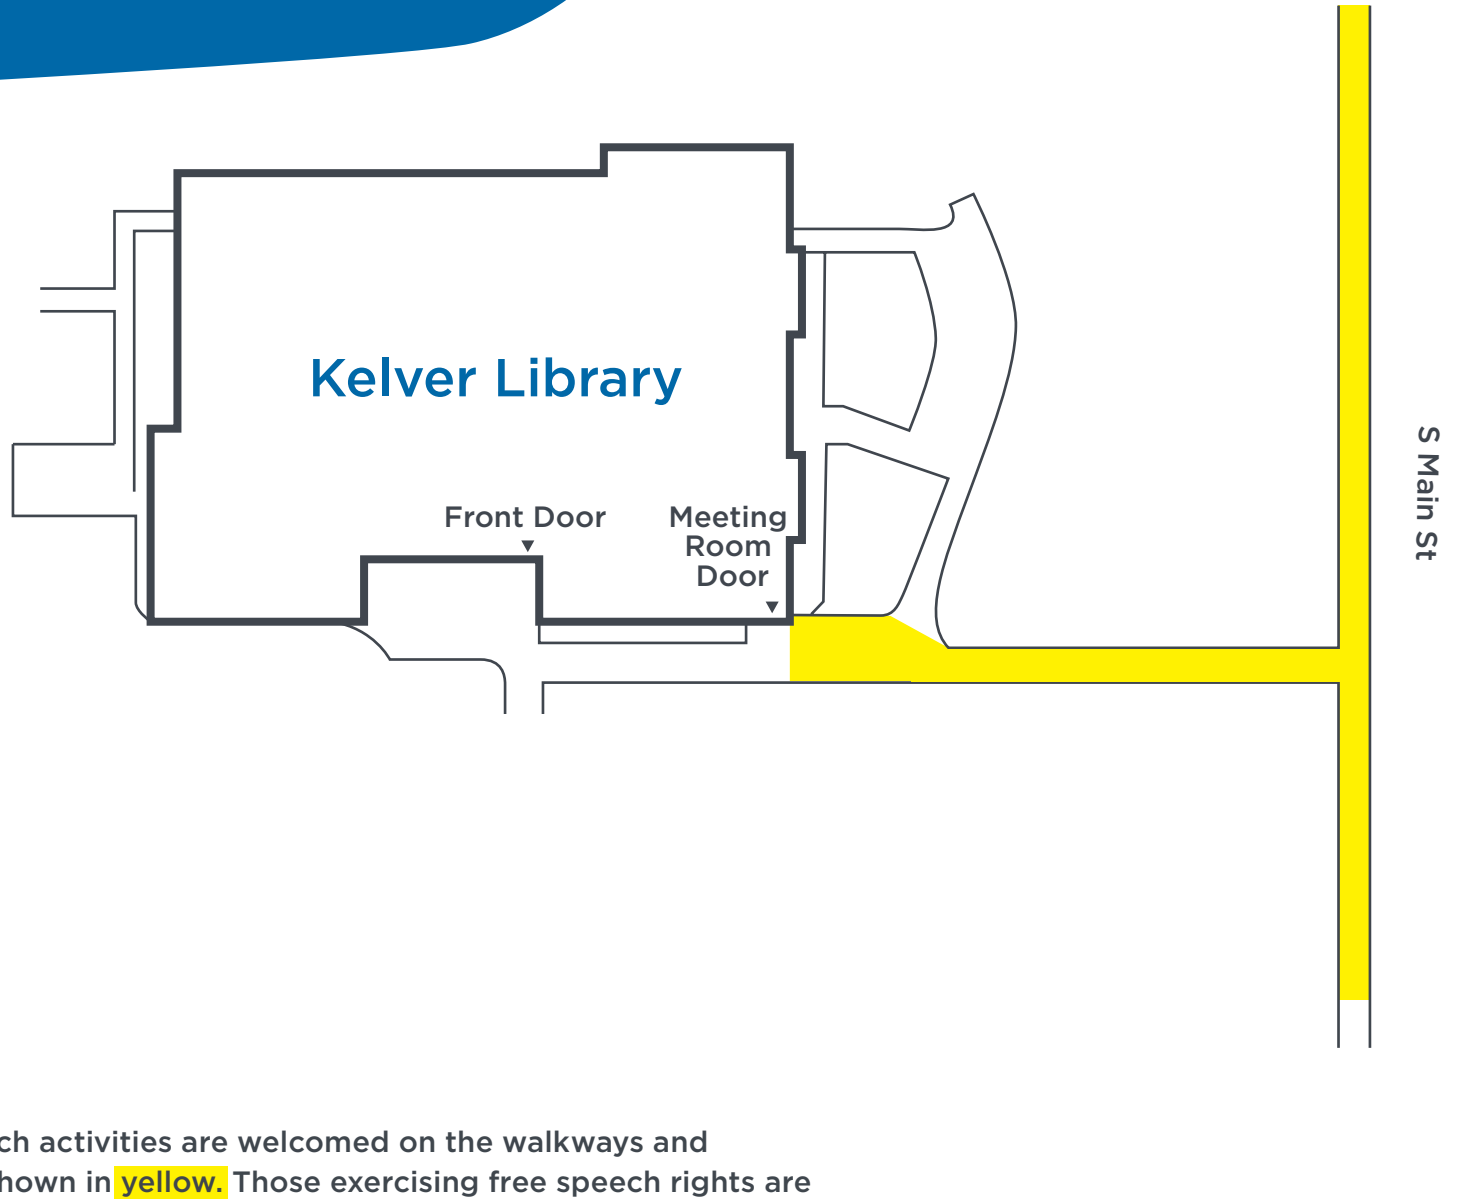 Kelver Library
Front Door
Meeting
Room
Door
S Main St
ch activities are welcomed on the walkways and
hown in yellow. Those exercising free speech rights are